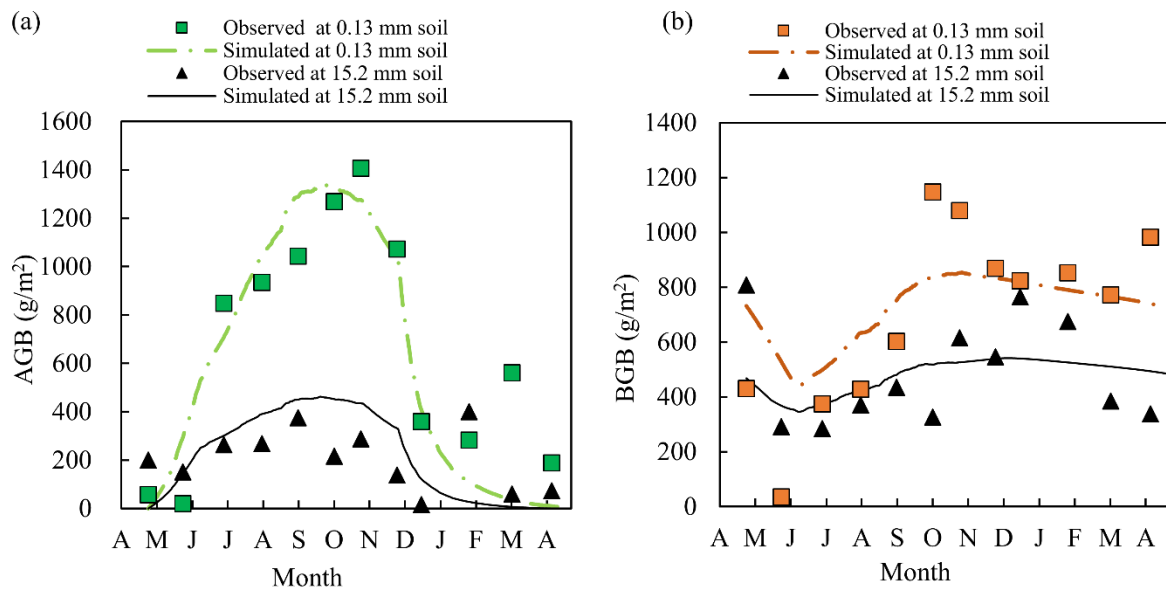 (a)
Observed at 0.13 mm soil
Simulated at 0.13 mm soil
Observed at 15.2 mm soil
Simulated at 15.2 mm soil
AGB (g/m²)
1600
1400
1200
1000
800
600
400
200
0
A M J J A S O N D J F M A
Month
(b)
Observed at 0.13 mm soil
Simulated at 0.13 mm soil
Observed at 15.2 mm soil
Simulated at 15.2 mm soil
BGB (g/m²)
1400
1200
1000
800
600
400
200
0
A M J J A S O N D J F M A
Month